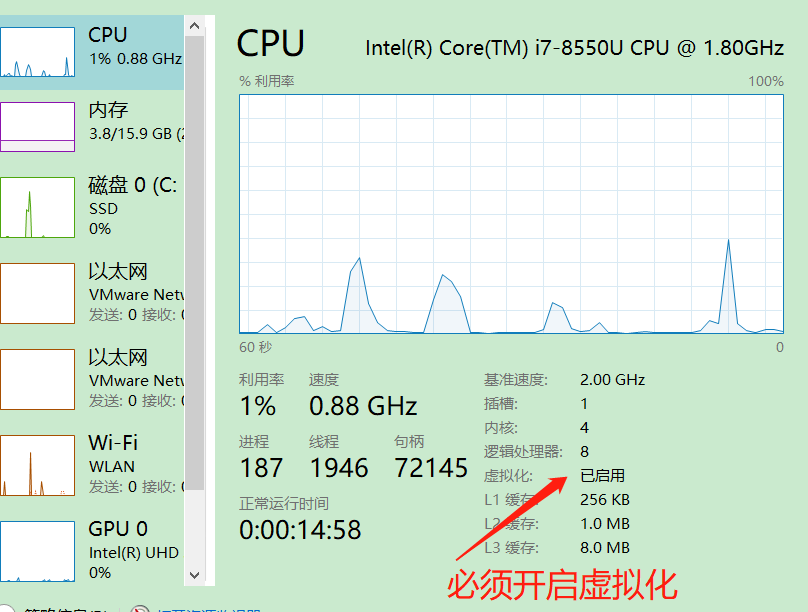 CPU
1% 0.88 GHz
内存
3.8/15.9 GB (2
磁盘 0 (C:
SSD
0%
以太网
VMware Netw
发送: 0 接收: 0
以太网
VMware Netw
发送: 0 接收: 0
Wi-Fi
WLAN
发送: 0 接收: 0
GPU 0
Intel(R) UHD
0%
CPU
Intel(R) Core(TM) i7-8550U CPU @ 1.80GHz
% 利用率 100%
60 秒 0
利用率 速度
1% 0.88 GHz
进程 线程 句柄
187 1946 72145
正常运行时间
0:00:14:58
基准速度: 2.00 GHz
插槽: 1
内核: 4
逻辑处理器: 8
虚拟化: 已启用
L1 缓存: 256 KB
L2 缓存: 1.0 MB
L3 缓存: 8.0 MB
必须开启虚拟化